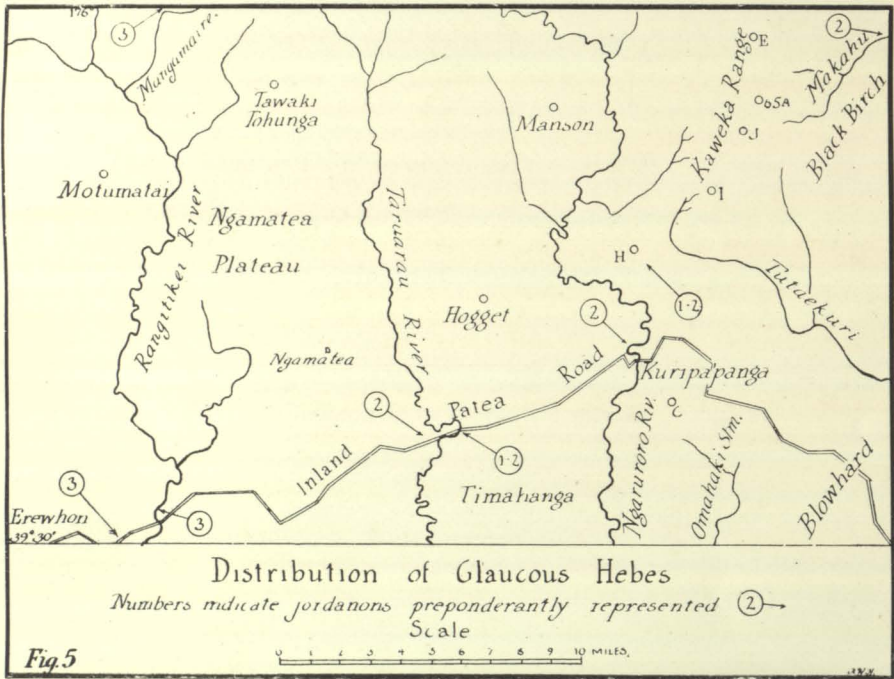 176°
3
2
Mangamaire.
E
Makahu
Kaweka Range
Tawaki
Tohunga
Manson
65A
J
Black Birch
Motumatai
I
Rangitikei River
Ngamatea
Plateau
Taruarau River
H
1-2
Tutaekuri
Hogget
2
Ngamatea
Inland Patea Road
Kuripapanga
2
C
1-2
Ngaruroro Riv.
Omahaki Stm.
Blowhard
3
Timahanga
Erewhon
3
39° 30'
Distribution of Glaucous Hebes
Numbers indicate jordanons preponderantly represented 2
Scale
0 1 2 3 4 5 6 7 8 9 10 MILES.
Fig. 5